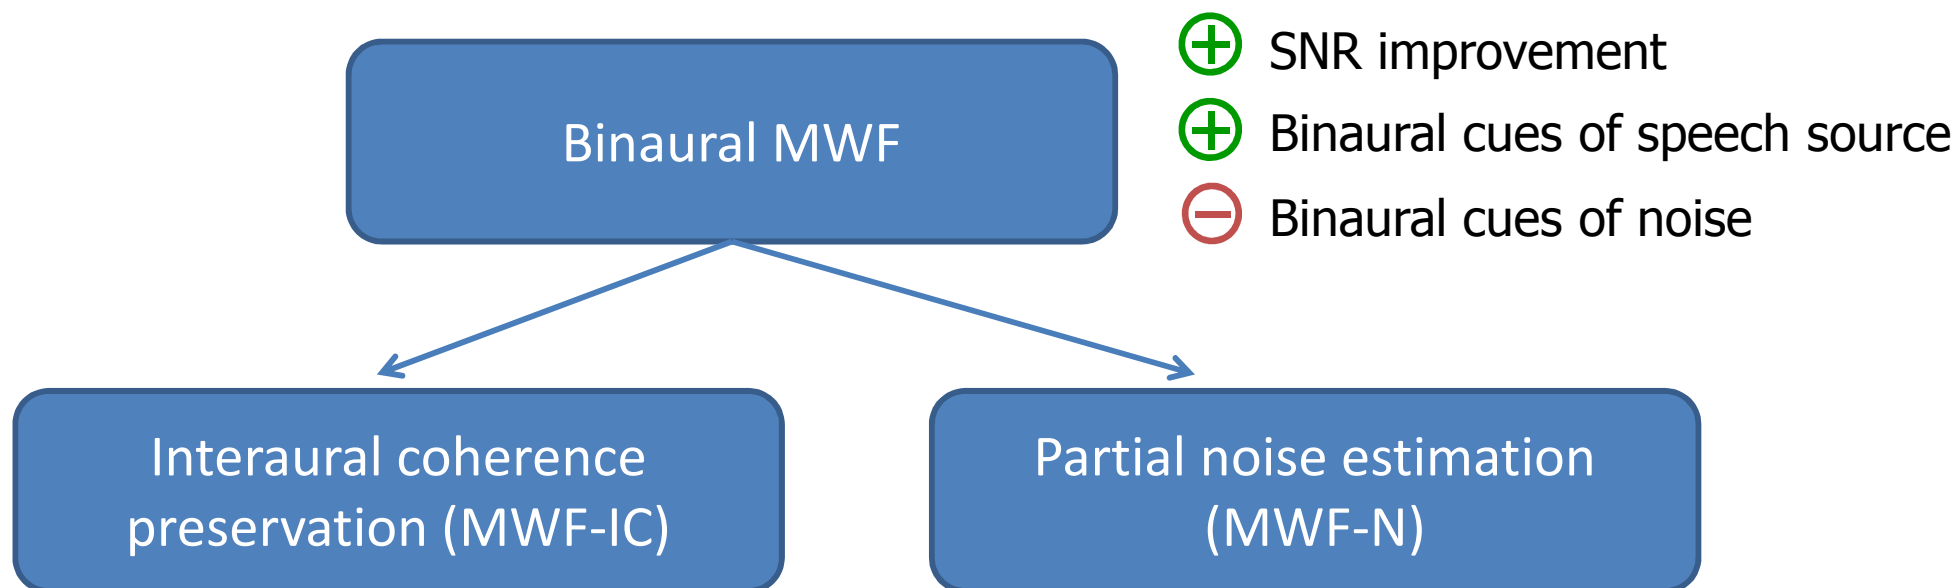 Binaural MWF
SNR improvement
Binaural cues of speech source
Binaural cues of noise
Interaural coherence
preservation (MWF-IC)
Partial noise estimation
(MWF-N)